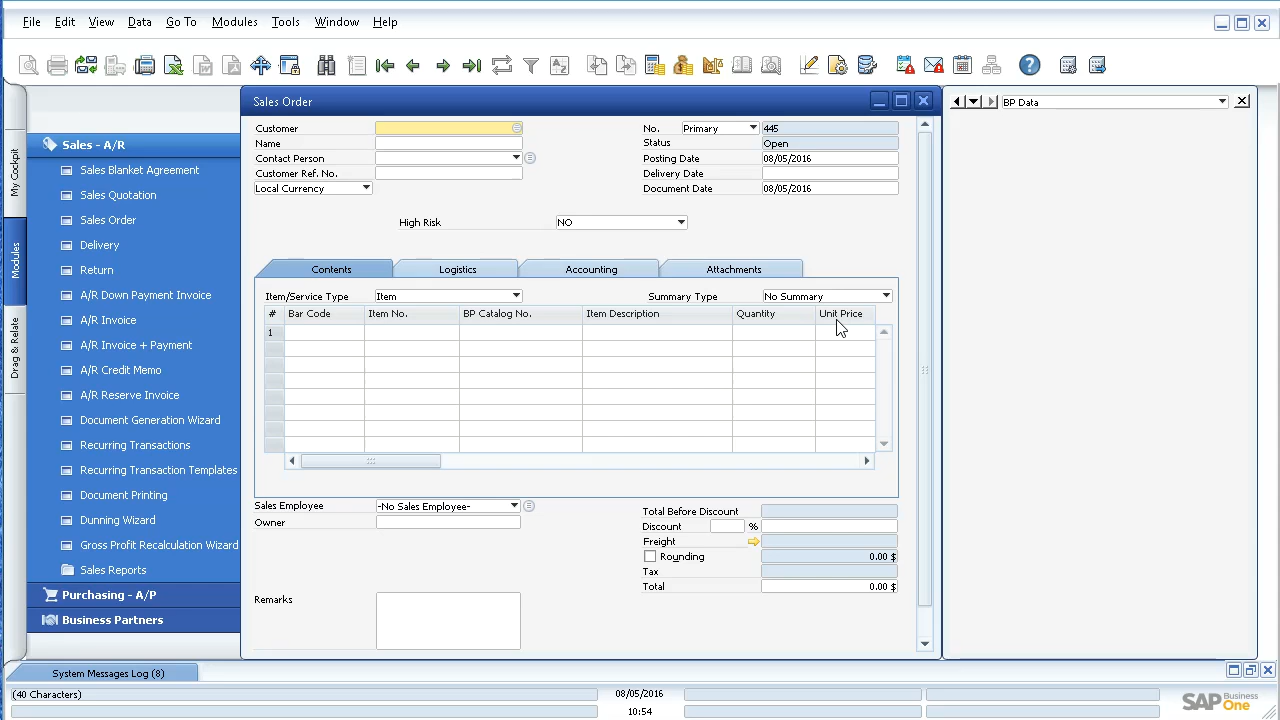 File Edit View Data Go To Modules Tools Window Help
Sales Order
BP Data
My Cockpit
Modules
Drag & Relate
Sales - A/R
Sales Blanket Agreement
Sales Quotation
Sales Order
Delivery
Return
A/R Down Payment Invoice
A/R Invoice
A/R Invoice + Payment
A/R Credit Memo
A/R Reserve Invoice
Document Generation Wizard
Recurring Transactions
Recurring Transaction Templates
Document Printing
Dunning Wizard
Gross Profit Recalculation Wizard
Sales Reports
Purchasing - A/P
Business Partners
Customer
Name
Contact Person
Customer Ref. No.
Local Currency
No. Primary 445
Status Open
Posting Date 08/05/2016
Delivery Date
Document Date 08/05/2016
High Risk NO
Contents Logistics Accounting Attachments
Item/Service Type Item Summary Type No Summary
# Bar Code Item No. BP Catalog No. Item Description Quantity Unit Price
1
Sales Employee -No Sales Employee-
Owner
Remarks
Total Before Discount
Discount %
Freight
Rounding 0.00 $
Tax
Total 0.00 $
System Messages Log (8)
(40 Characters) 08/05/2016
10:54
SAP Business One